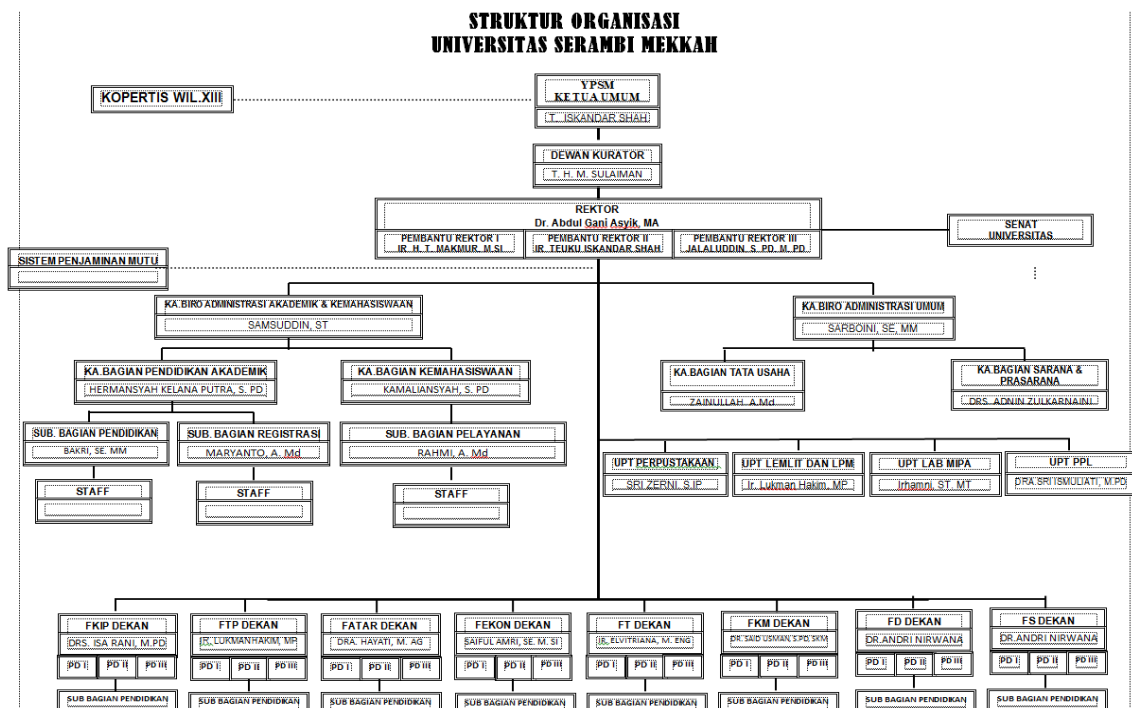 STRUKTUR ORGANISASI
UNIVERSITAS SERAMBI MEKKAH
KOPERTIS WIL.XIII
YPSM
KETUA UMUM
T. ISKANDAR SHAH
DEWAN KURATOR
T. H. M. SULAIMAN
REKTOR
Dr. Abdul Gani Asyik, MA
PEMBANTU REKTOR I
IR. H. T. MAKMUR, M.SI
PEMBANTU REKTOR II
IR. TEUKU ISKANDAR SHAH
PEMBANTU REKTOR III
JALALUDDIN, S. PD, M, PD
SENAT
UNIVERSITAS
SISTEM PENJAMINAN MUTU
KA.BIRO ADMINISTRASI AKADEMIK & KEMAHASISWAAN
SAMSUDDIN, ST
KA.BIRO ADMINISTRASI UMUM
SARBOINI, SE, MM
KA.BAGIAN PENDIDIKAN AKADEMIK
HERMANSYAH KELANA PUTRA, S. PD
KA.BAGIAN KEMAHASISWAAN
KAMALIANSYAH, S. PD
KA.BAGIAN TATA USAHA
ZAINULLAH, A.Md
KA.BAGIAN SARANA &
PRASARANA
DRS. ADNIN ZULKARNAINI
SUB. BAGIAN PENDIDIKAN
BAKRI, SE. MM
SUB. BAGIAN REGISTRASI
MARYANTO, A. Md
SUB. BAGIAN PELAYANAN
RAHMI, A. Md
STAFF
STAFF
STAFF
UPT PERPUSTAKAAN
SRI ZERNI, S.IP
UPT LEMLIT DAN LPM
Ir. Lukman Hakim, MP
UPT LAB MIPA
Irhamni, ST. MT
UPT PPL
DRA.SRI ISMULIATI, M.PD
FKIP DEKAN
DRS. ISA RANI, M.PD
PD I PD II PD III
SUB BAGIAN PENDIDIKAN
FTP DEKAN
IR. LUKMAN HAKIM, MP
PD I PD II PD III
SUB BAGIAN PENDIDIKAN
FATAR DEKAN
DRA. HAYATI, M. AG
PD I PD II PD III
SUB BAGIAN PENDIDIKAN
FEKON DEKAN
SAIFUL AMRI, SE. M. SI
PD I PD II PD III
SUB BAGIAN PENDIDIKAN
FT DEKAN
IR. ELVITRIANA, M. ENG
PD I PD II PD III
SUB BAGIAN PENDIDIKAN
FKM DEKAN
DR. SAID USMAN, S.PD, SKM
PD I PD II PD III
SUB BAGIAN PENDIDIKAN
FD DEKAN
DR.ANDRI NIRWANA
PD I PD II PD III
SUB BAGIAN PENDIDIKAN
FS DEKAN
DR.ANDRI NIRWANA
PD I PD II PD III
SUB BAGIAN PENDIDIKAN